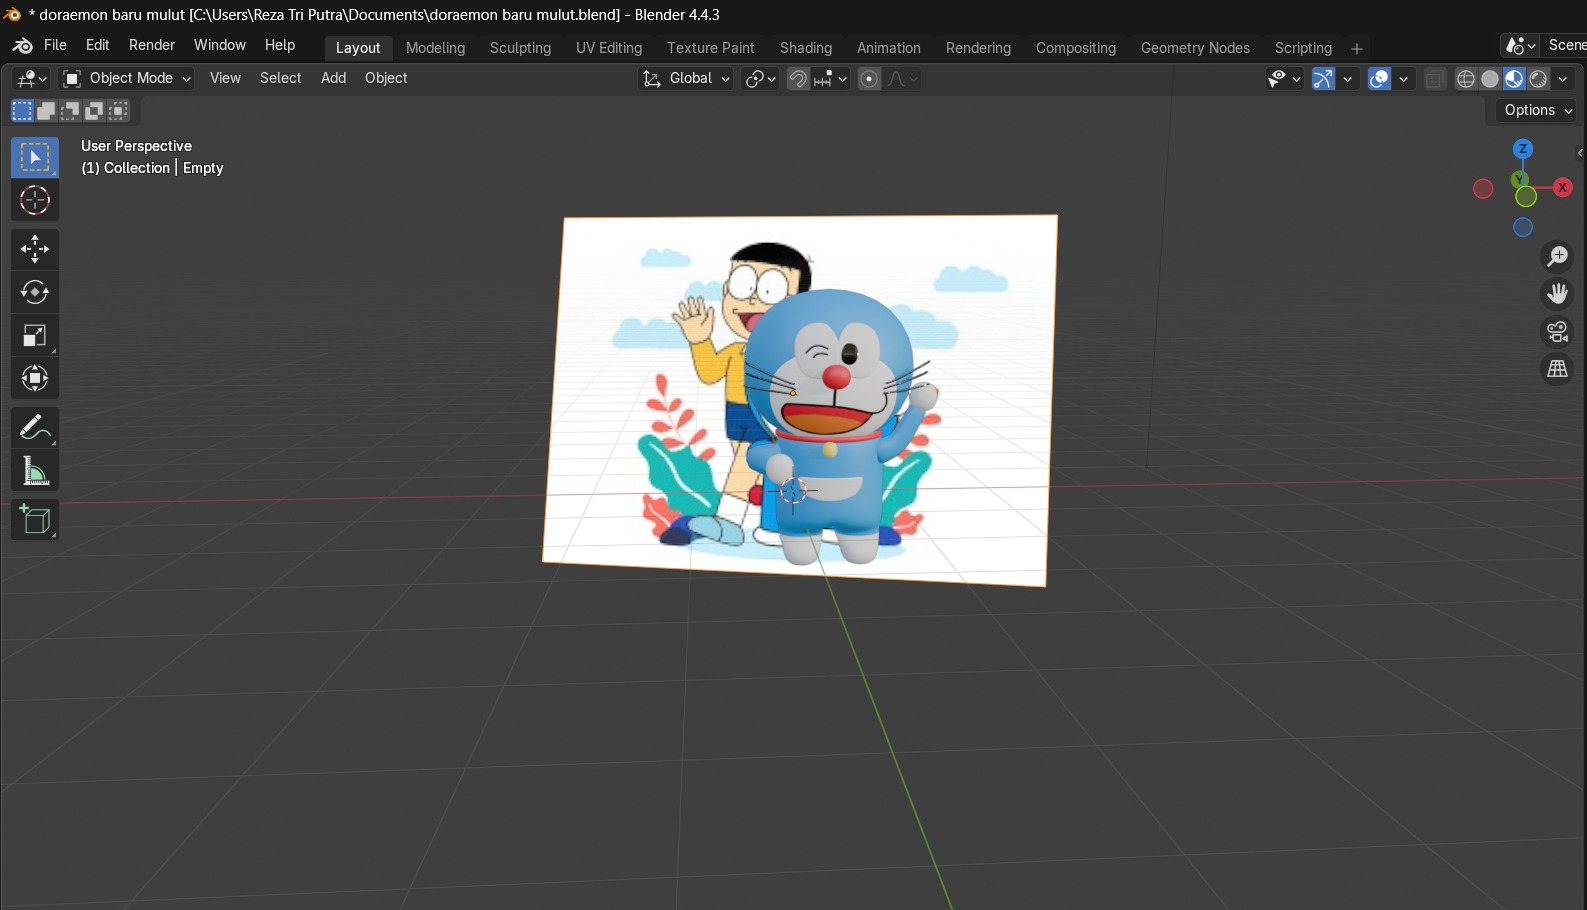 * doraemon baru mulut [C:\Users\Reza Tri Putra\Documents\doraemon baru mulut.blend] - Blender 4.4.3
File Edit Render Window Help Layout Modeling Sculpting UV Editing Texture Paint Shading Animation Rendering Compositing Geometry Nodes Scripting + Scene
Object Mode View Select Add Object Global
Options
User Perspective
(1) Collection | Empty
Z
Y
X